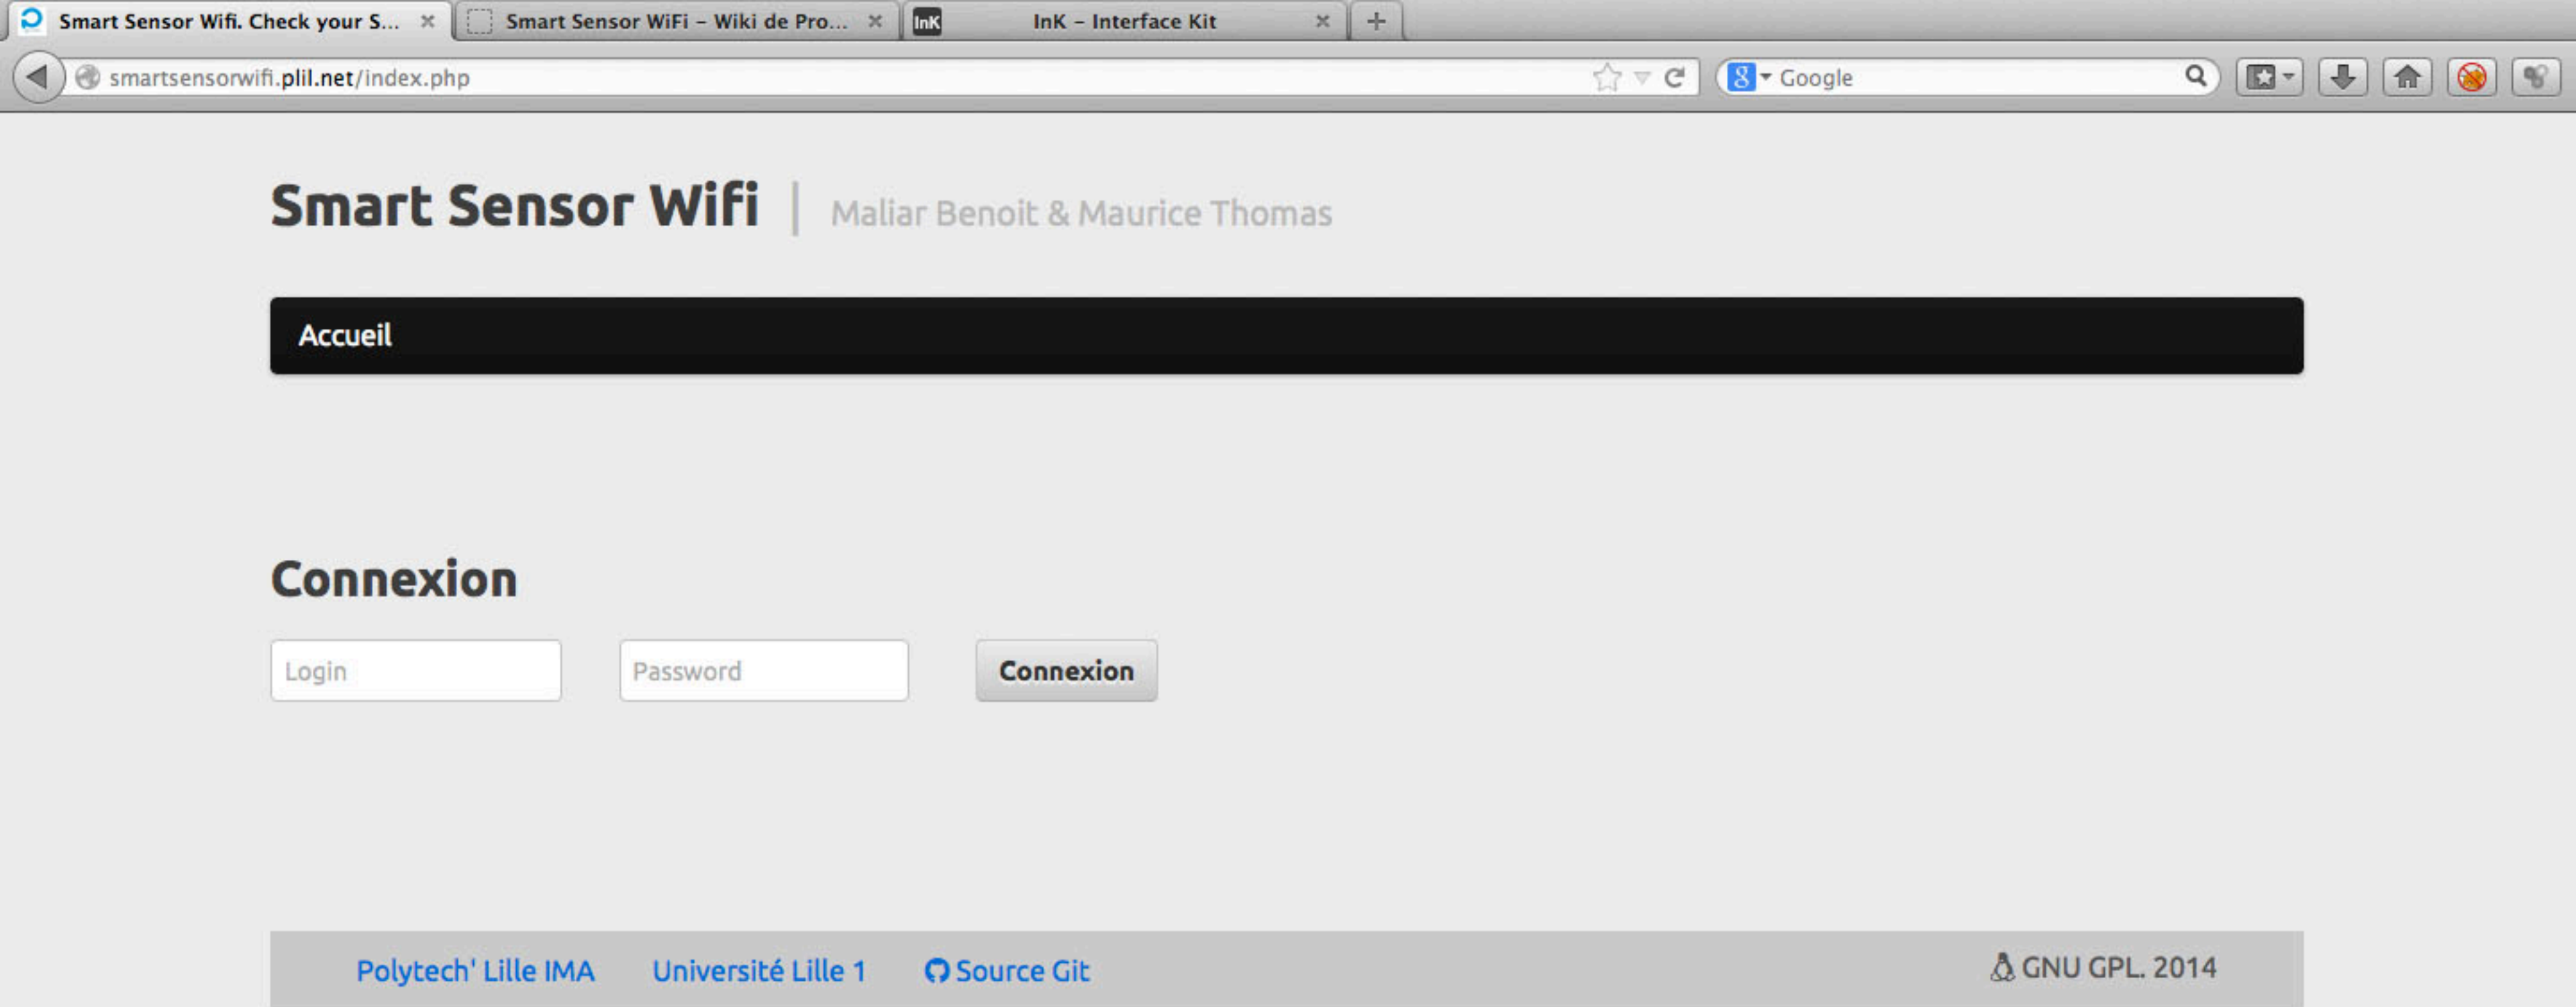 Smart Sensor Wifi. Check your S... Smart Sensor WiFi – Wiki de Pro... InK InK – Interface Kit
smartsensorwifi.plil.net/index.php 8 Google
Smart Sensor Wifi | Maliar Benoit & Maurice Thomas
Accueil
Connexion
Login Password Connexion
Polytech' Lille IMA Université Lille 1 Source Git GNU GPL. 2014